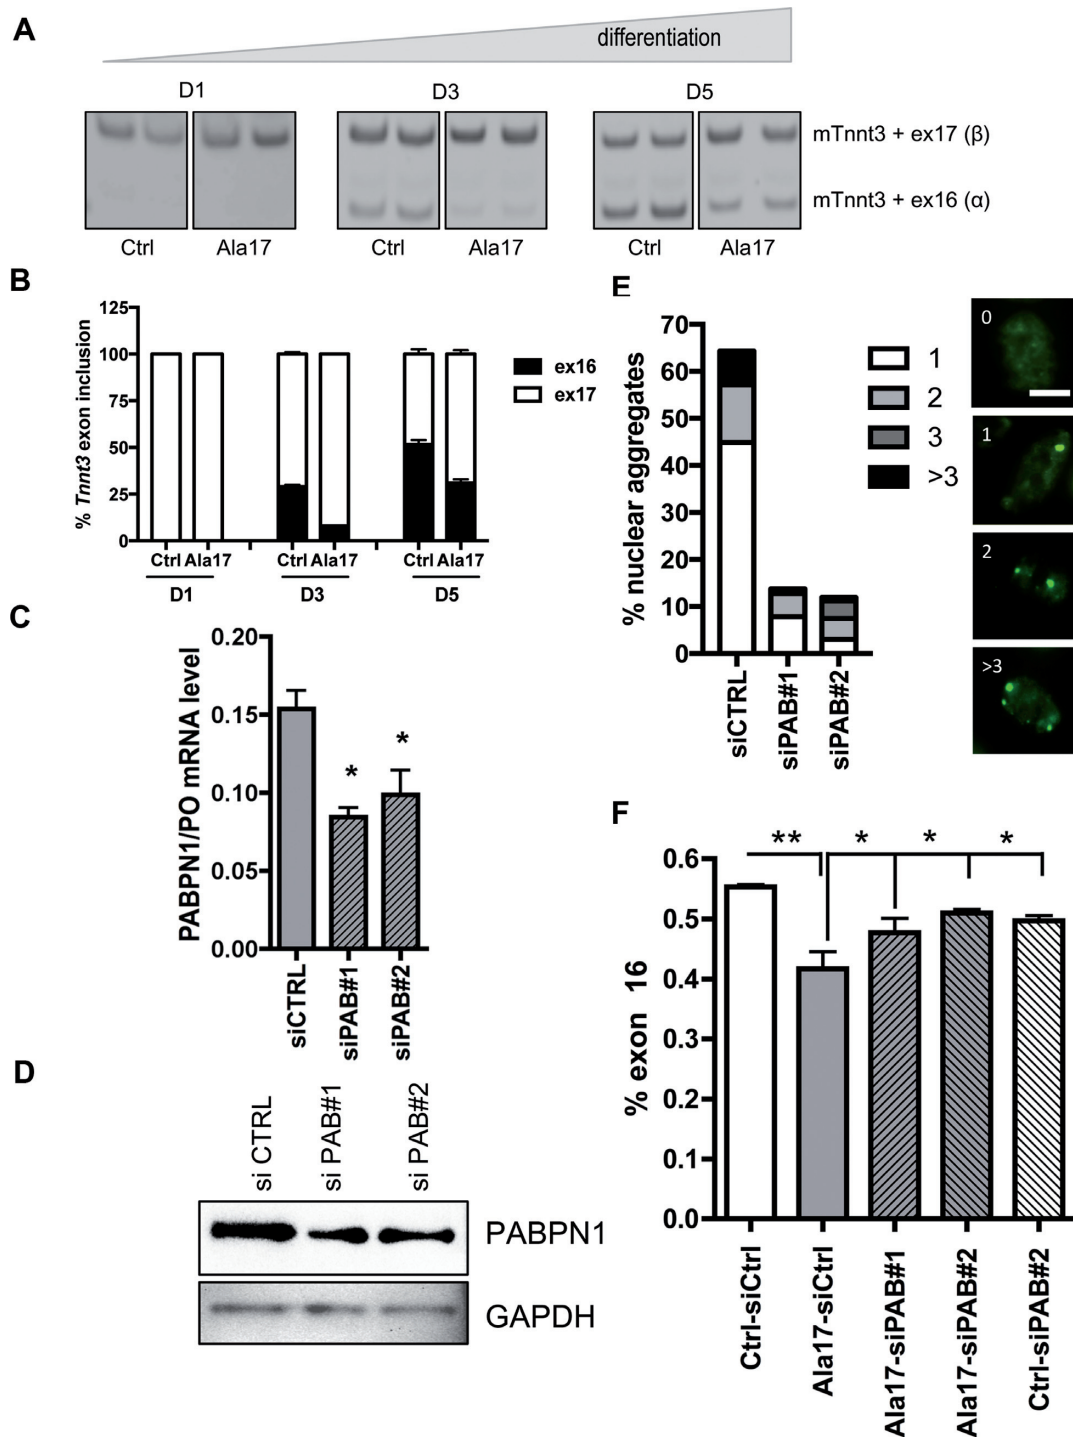 A
differentiation
D1
D3
D5
mTnnt3 + ex17 (β)
mTnnt3 + ex16 (α)
Ctrl
Ala17
Ctrl
Ala17
Ctrl
Ala17
B
% Tnnt3 exon inclusion
125
100
75
50
25
0
Ctrl Ala17
Ctrl Ala17
Ctrl Ala17
D1
D3
D5
ex16
ex17
C
PABPN1/PO mRNA level
0.20
0.15
0.10
0.05
0.00
*
*
siCTRL
siPAB#1
siPAB#2
D
si CTRL
si PAB#1
si PAB#2
PABPN1
GAPDH
E
% nuclear aggregates
70
60
50
40
30
20
10
0
siCTRL
siPAB#1
siPAB#2
1
2
3
>3
0
1
2
>3
F
% exon 16
0.6
0.5
0.4
0.3
0.2
0.1
0.0
**
*
*
*
Ctrl-siCtrl
Ala17-siCtrl
Ala17-siPAB#1
Ala17-siPAB#2
Ctrl-siPAB#2